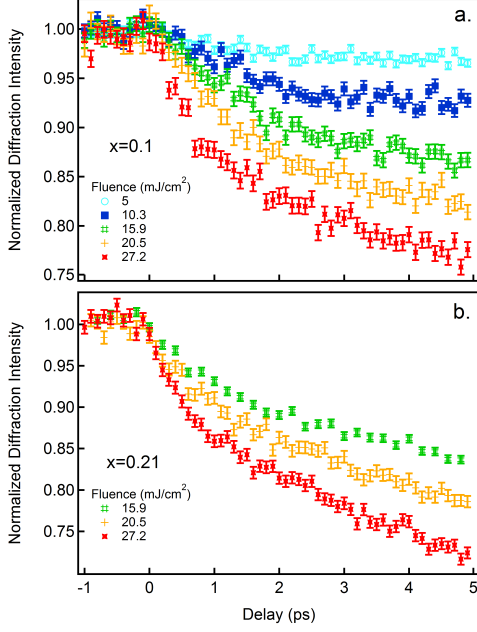 a.
1.00
0.95
0.90
0.85
0.80
0.75
Normalized Diffraction Intensity
x=0.1
Fluence (mJ/cm²)
5
10.3
15.9
20.5
27.2
b.
1.00
0.95
0.90
0.85
0.80
0.75
Normalized Diffraction Intensity
x=0.21
Fluence (mJ/cm²)
15.9
20.5
27.2
-1 0 1 2 3 4 5
Delay (ps)